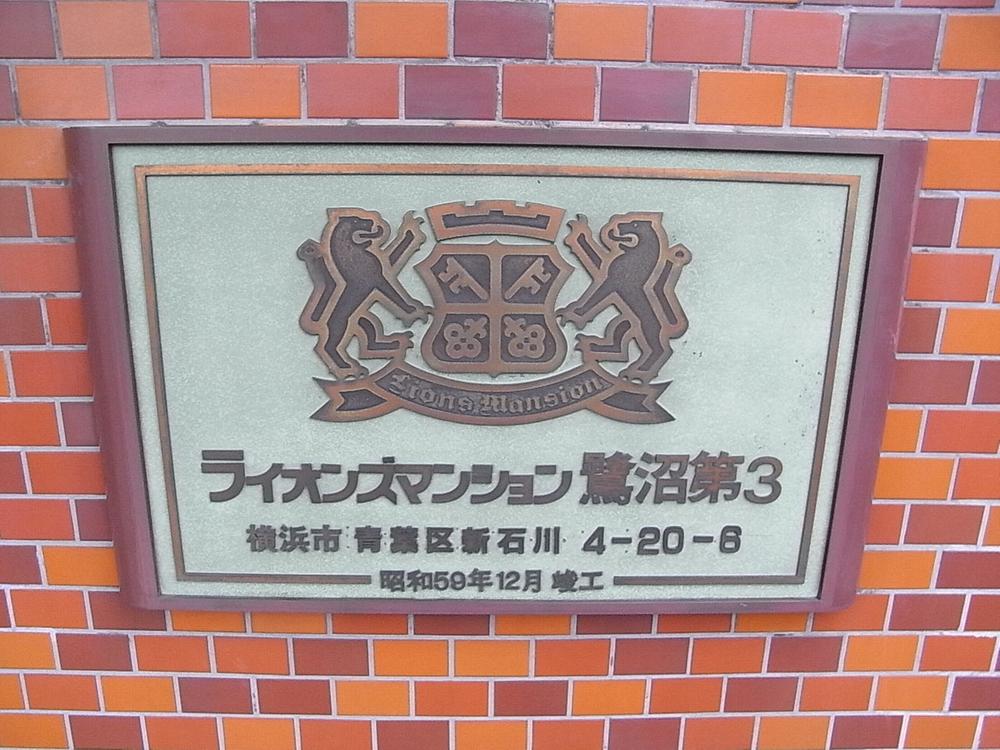 Lions Mansion
ライオンズマンション鷺沼第3
横浜市 青葉区新石川 4-20-6
昭和59年12月 竣工